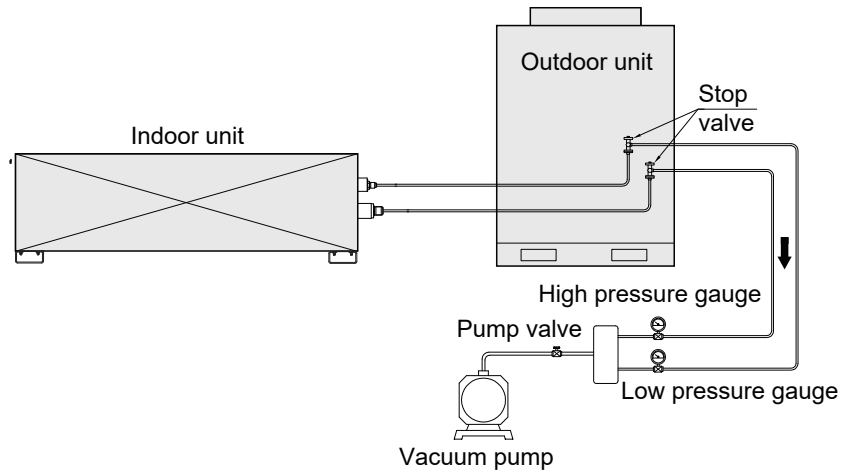 Outdoor unit
Stop
valve
Indoor unit
High pressure gauge
Pump valve
Low pressure gauge
Vacuum pump